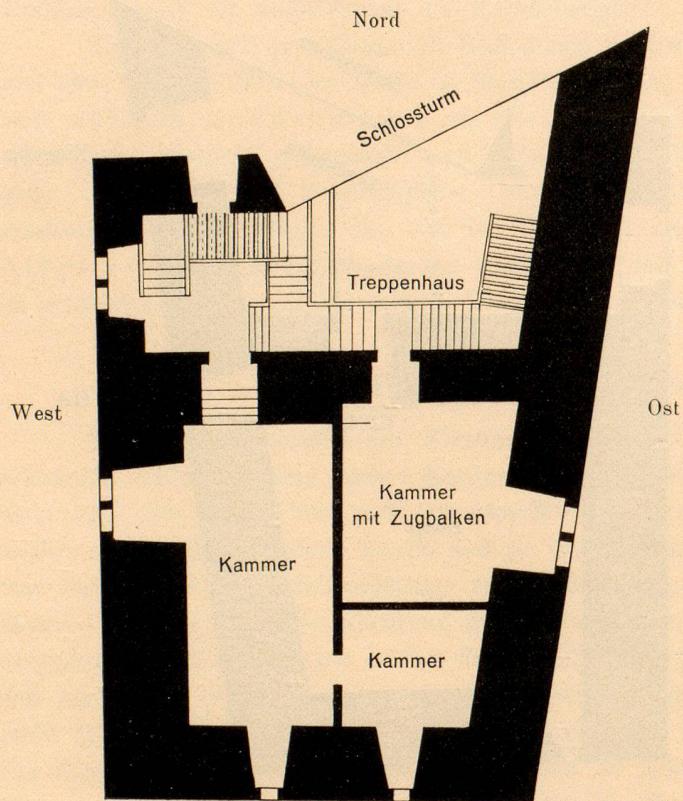 Nord
Schlossturm
Treppenhaus
West
Ost
Kammer
mit Zugbalken
Kammer
Kammer